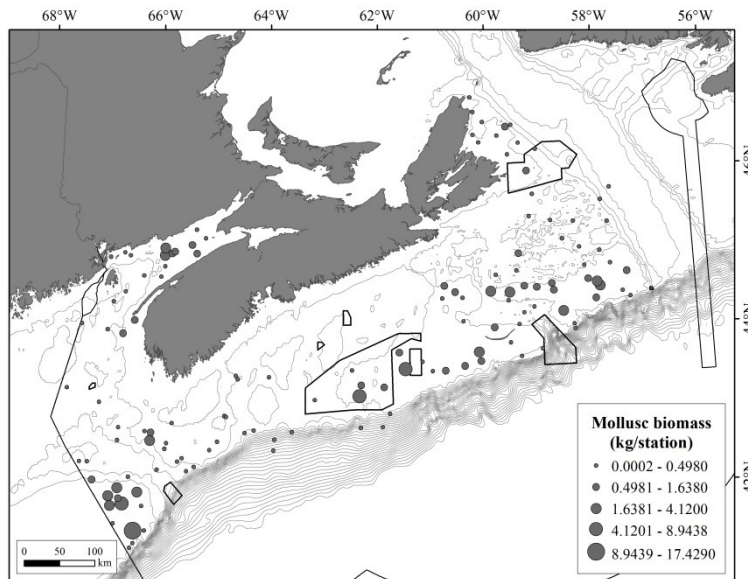 68°W
66°W
64°W
62°W
60°W
58°W
56°W
46°N
44°N
42°N
Mollusc biomass
(kg/station)
0.0002 - 0.4980
0.4981 - 1.6380
1.6381 - 4.1200
4.1201 - 8.9438
8.9439 - 17.4290
0 50 100
km